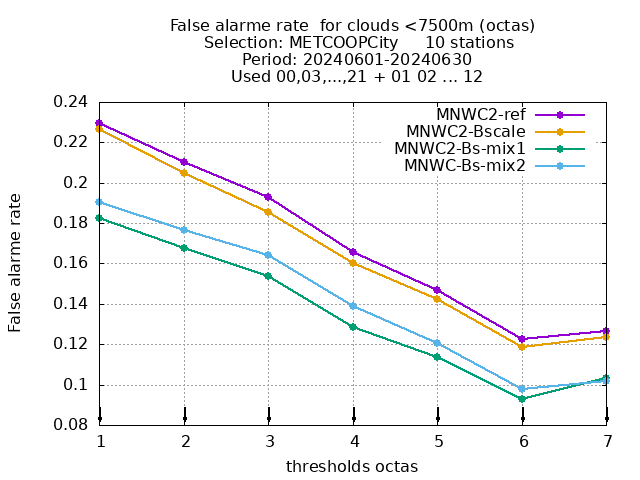 False alarme rate  for clouds <7500m (octas)
Selection: METCOOPCity     10 stations
Period: 20240601-20240630
Used 00,03,...,21 + 01 02 ... 12
MNWC2-ref
MNWC2-Bscale
MNWC2-Bs-mix1
MNWC-Bs-mix2
0.24
0.22
0.2
0.18
0.16
0.14
0.12
0.1
0.08
False alarme rate
1 2 3 4 5 6 7
thresholds octas